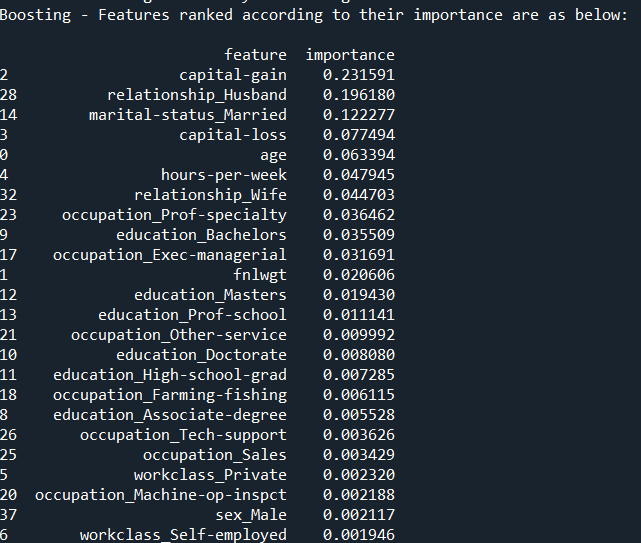 Boosting - Features ranked according to their importance are as below:
feature importance
2 capital-gain 0.231591
28 relationship_Husband 0.196180
14 marital-status_Married 0.122277
3 capital-loss 0.077494
0 age 0.063394
4 hours-per-week 0.047945
32 relationship_Wife 0.044703
23 occupation_Prof-specialty 0.036462
9 education_Bachelors 0.035509
17 occupation_Exec-managerial 0.031691
1 fnlwgt 0.020606
12 education_Masters 0.019430
13 education_Prof-school 0.011141
21 occupation_Other-service 0.009992
10 education_Doctorate 0.008080
11 education_High-school-grad 0.007285
18 occupation_Farming-fishing 0.006115
8 education_Associate-degree 0.005528
26 occupation_Tech-support 0.003626
25 occupation_Sales 0.003429
5 workclass_Private 0.002320
20 occupation_Machine-op-inspct 0.002188
37 sex_Male 0.002117
6 workclass_Self-employed 0.001946